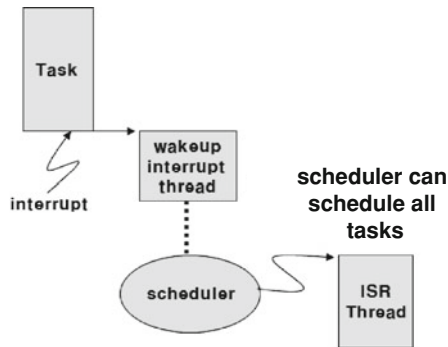 Task
wakeup
interrupt
thread
interrupt
scheduler can
schedule all
tasks
scheduler
ISR
Thread